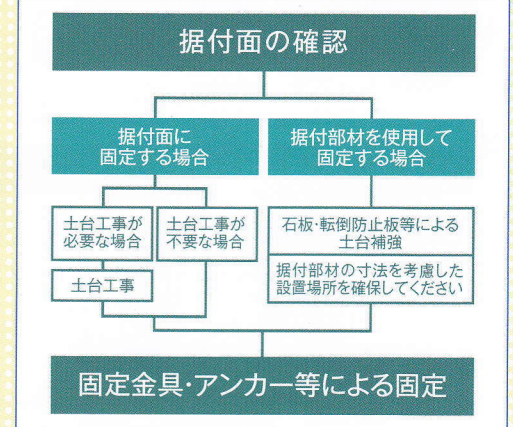 据付面の確認
据付面に
固定する場合
据付部材を使用して
固定する場合
土台工事が
必要な場合
土台工事が
不要な場合
石板・転倒防止板等による
土台補強
土台工事
据付部材の寸法を考慮した
設置場所を確保してください
固定金具・アンカー等による固定